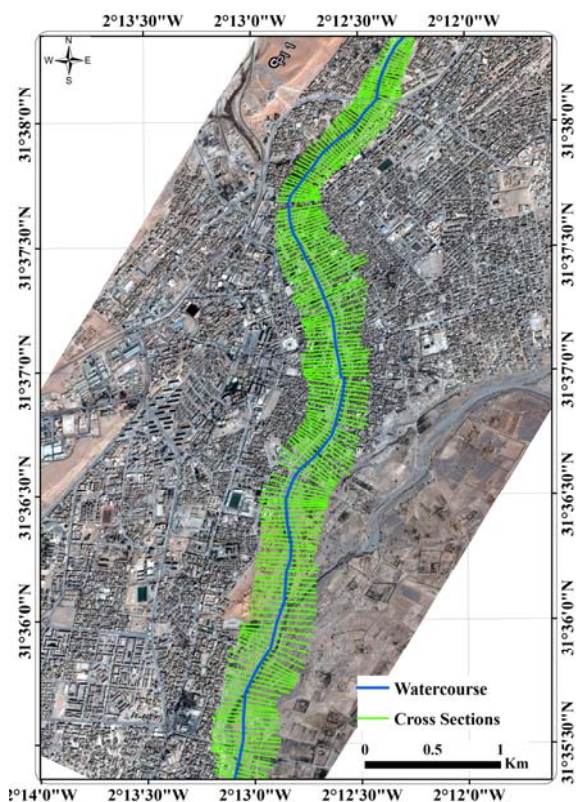 2°13'30"W 2°13'0"W 2°12'30"W 2°12'0"W
N
W E
S
31°38'0"N 31°38'0"N
31°37'30"N 31°37'30"N
31°37'0"N 31°37'0"N
31°36'30"N 31°36'30"N
31°36'0"N 31°36'0"N
31°35'30"N
Watercourse
Cross Sections
0 0.5 1
Km
2°14'0"W 2°13'30"W 2°13'0"W 2°12'30"W 2°12'0"W